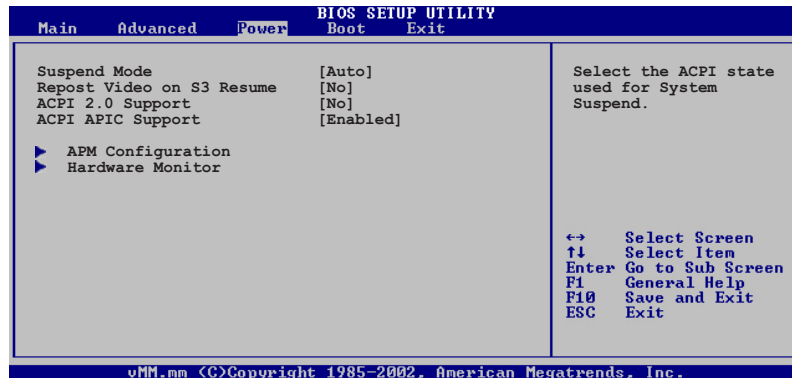 BIOS SETUP UTILITY
Main Advanced Power Boot Exit
Suspend Mode [Auto]
Repost Video on S3 Resume [No]
ACPI 2.0 Support [No]
ACPI APIC Support [Enabled]
APM Configuration
Hardware Monitor
Select the ACPI state
used for System
Suspend.
←→ Select Screen
↑↓ Select Item
Enter Go to Sub Screen
F1 General Help
F10 Save and Exit
ESC Exit
vMM.mm (C)Copyright 1985-2002, American Megatrends, Inc.